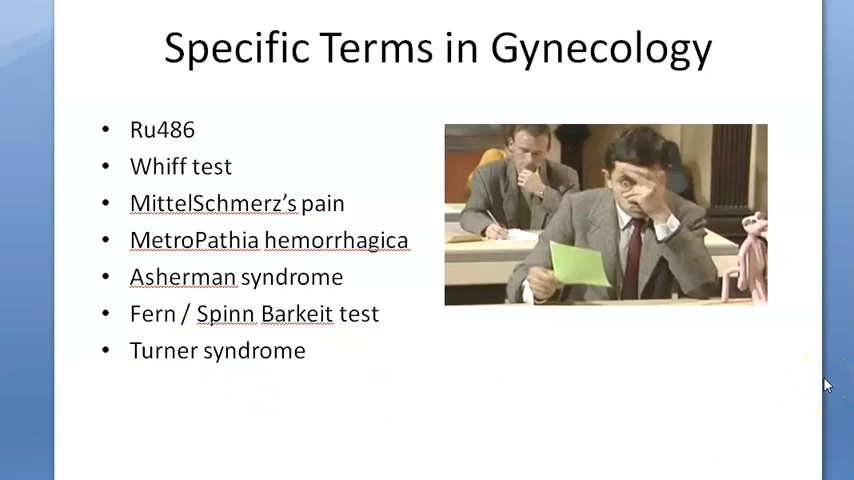 Specific Terms in Gynecology
• Ru486
• Whiff test
• MittelSchmerz’s pain
• MetroPathia hemorrhagica
• Asherman syndrome
• Fern / Spinn Barkeit test
• Turner syndrome